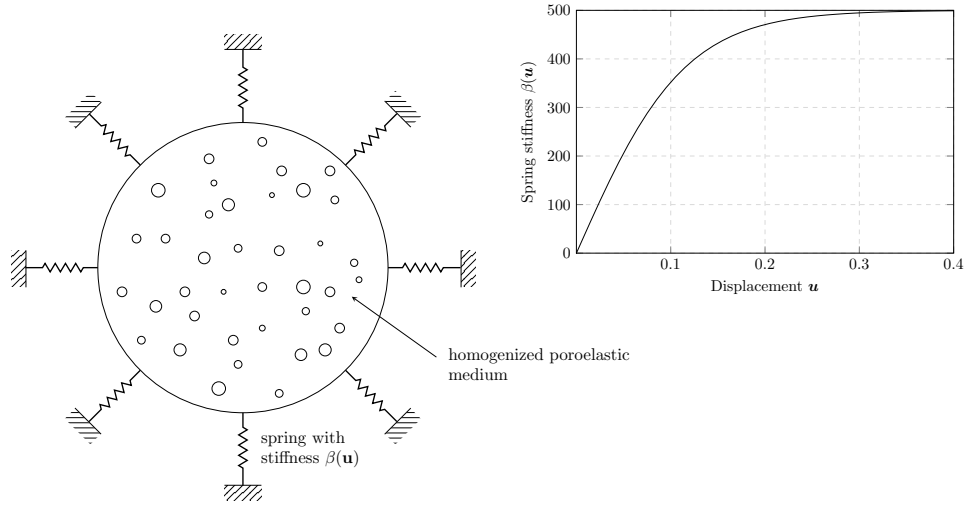 500
400
300
200
100
0
0.1 0.2 0.3 0.4
Spring stiffness β(u)
Displacement u
homogenized poroelastic
medium
spring with
stiffness β(u)